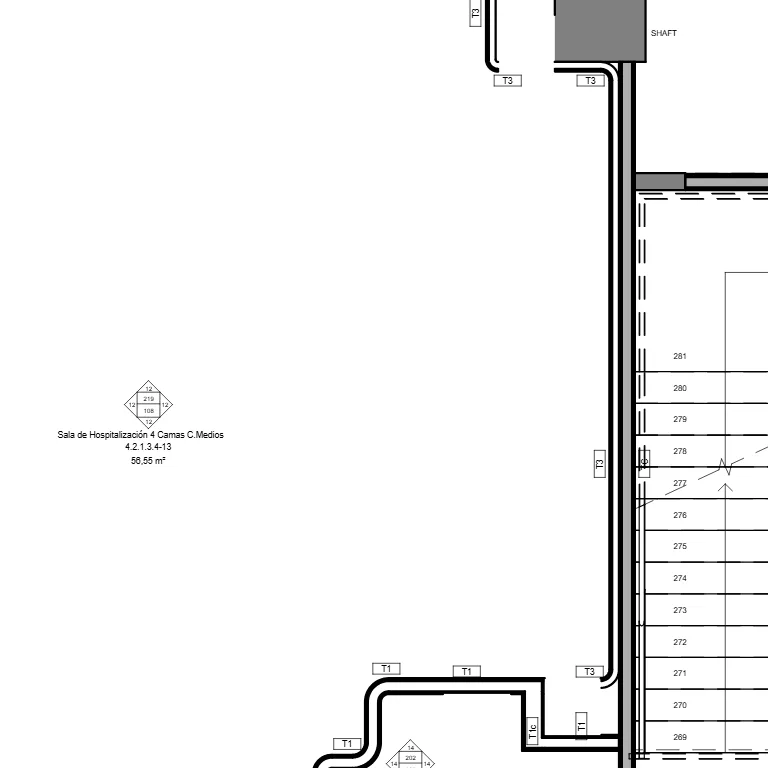 T3
SHAFT
T3
T3
281
280
279
278
277
276
275
274
273
272
271
270
269
12
219
12
12
108
12
Sala de Hospitalización 4 Camas C.Medios
4.2.1.3.4-13
56,55 m²
T3
T1
T1
T3
T1c
T1
T1
14
202
14
14